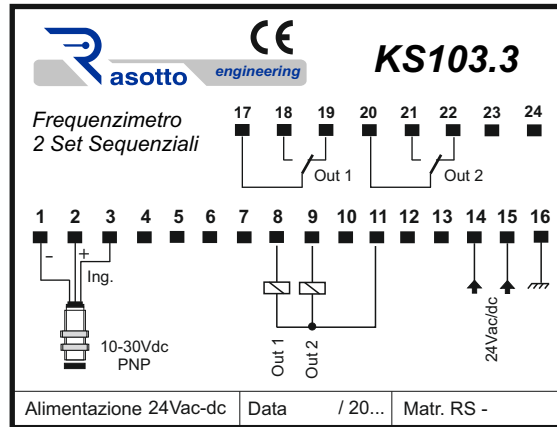 CE
Rasotto engineering
KS103.3
Frequenzimetro
2 Set Sequenziali
17 18 19 20 21 22 23 24
Out 1
Out 2
1 2 3 4 5 6 7 8 9 10 11 12 13 14 15 16
- +
Ing.
10-30Vdc
PNP
Out 1
Out 2
24Vac/dc
Alimentazione 24Vac-dc
Data / 20...
Matr. RS -